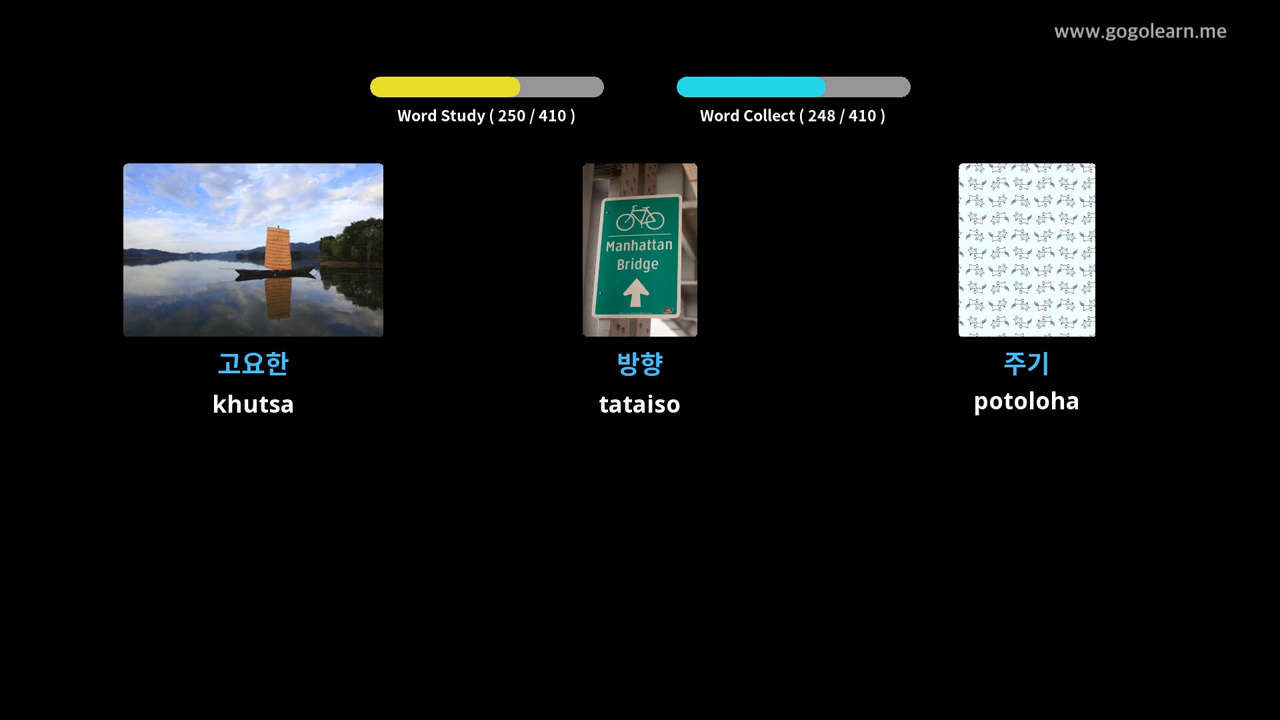 www.gogolearn.me
Word Study ( 250 / 410 )
Word Collect ( 248 / 410 )
Manhattan
Bridge
고요한
방향
주기
khutsa
tataiso
potoloha